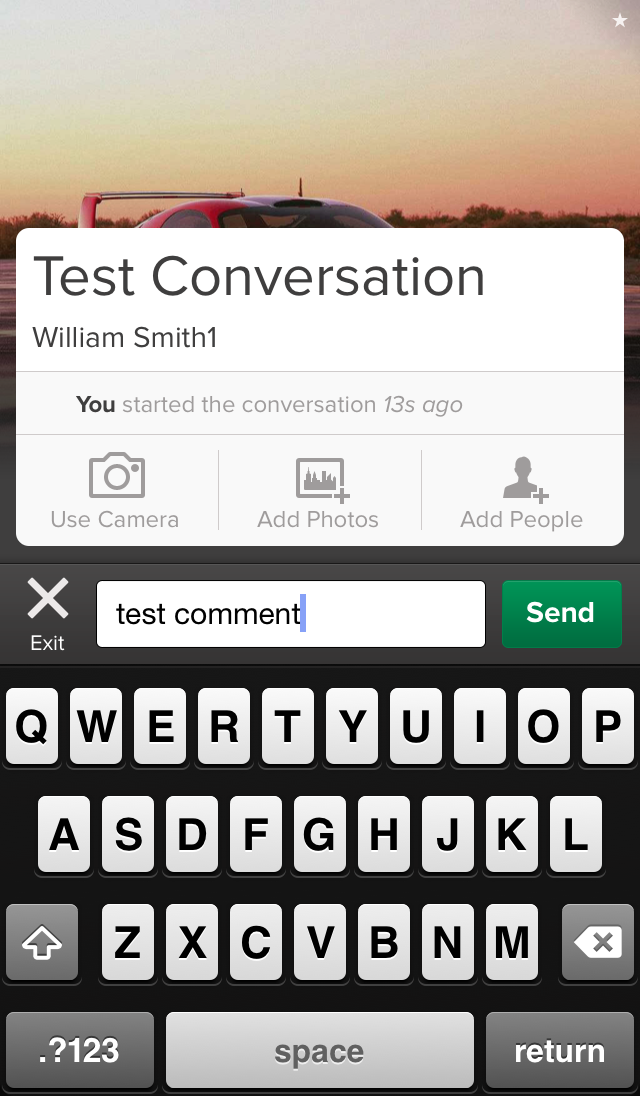 Test Conversation
William Smith1
You started the conversation 13s ago
Use Camera Add Photos Add People
Exit test comment Send
Q W E R T Y U I O P
A S D F G H J K L
Z X C V B N M
.?123 space return